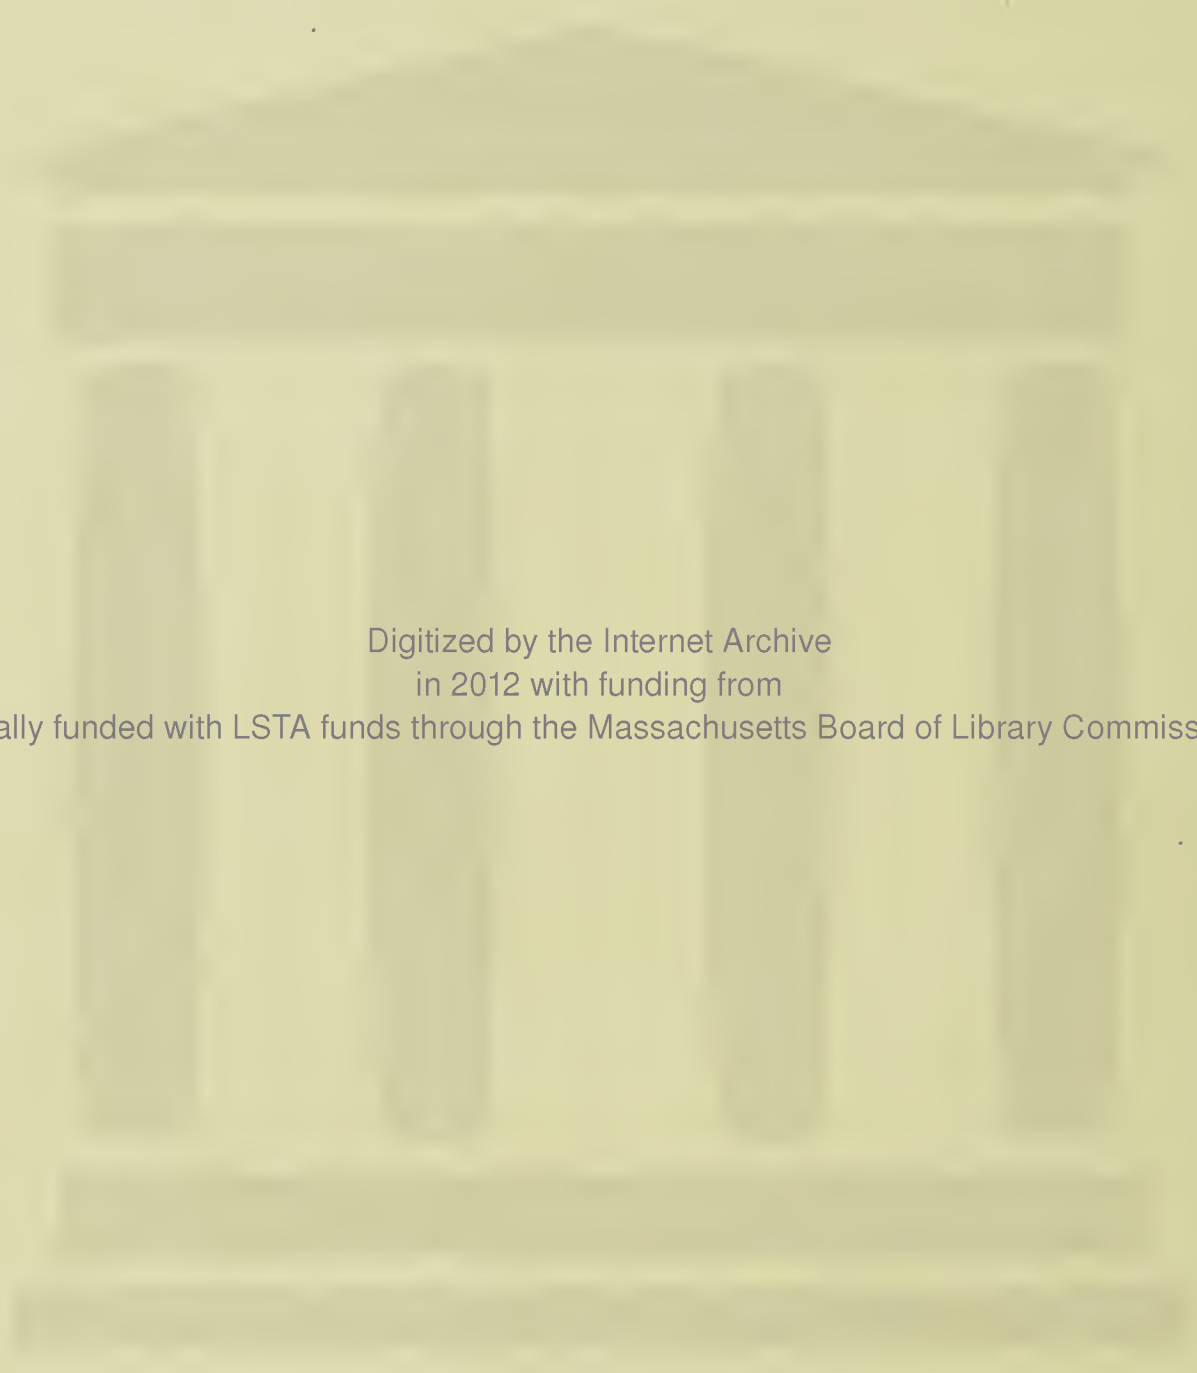 Digitized by the Internet Archive
in 2012 with funding from
ally funded with LSTA funds through the Massachusetts Board of Library Commiss